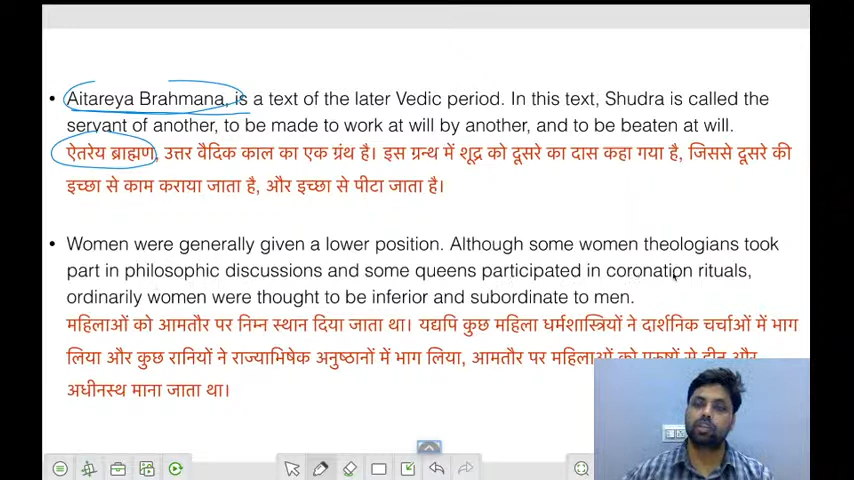 • Aitareya Brahmana, is a text of the later Vedic period. In this text, Shudra is called the
servant of another, to be made to work at will by another, and to be beaten at will.
ऐतरेय ब्राह्मण, उत्तर वैदिक काल का एक ग्रंथ है। इस ग्रन्थ में शूद्र को दूसरे का दास कहा गया है, जिससे दूसरे की
इच्छा से काम कराया जाता है, और इच्छा से पीटा जाता है।
• Women were generally given a lower position. Although some women theologians took
part in philosophic discussions and some queens participated in coronation rituals,
ordinarily women were thought to be inferior and subordinate to men.
महिलाओं को आमतौर पर निम्न स्थान दिया जाता था। यद्यपि कुछ महिला धर्मशास्त्रियों ने दार्शनिक चर्चाओं में भाग
लिया और कुछ रानियों ने राज्याभिषेक अनुष्ठानों में भाग लिया, आमतौर पर महिलाओं को पुरुषों से हीन और
अधीनस्थ माना जाता था।